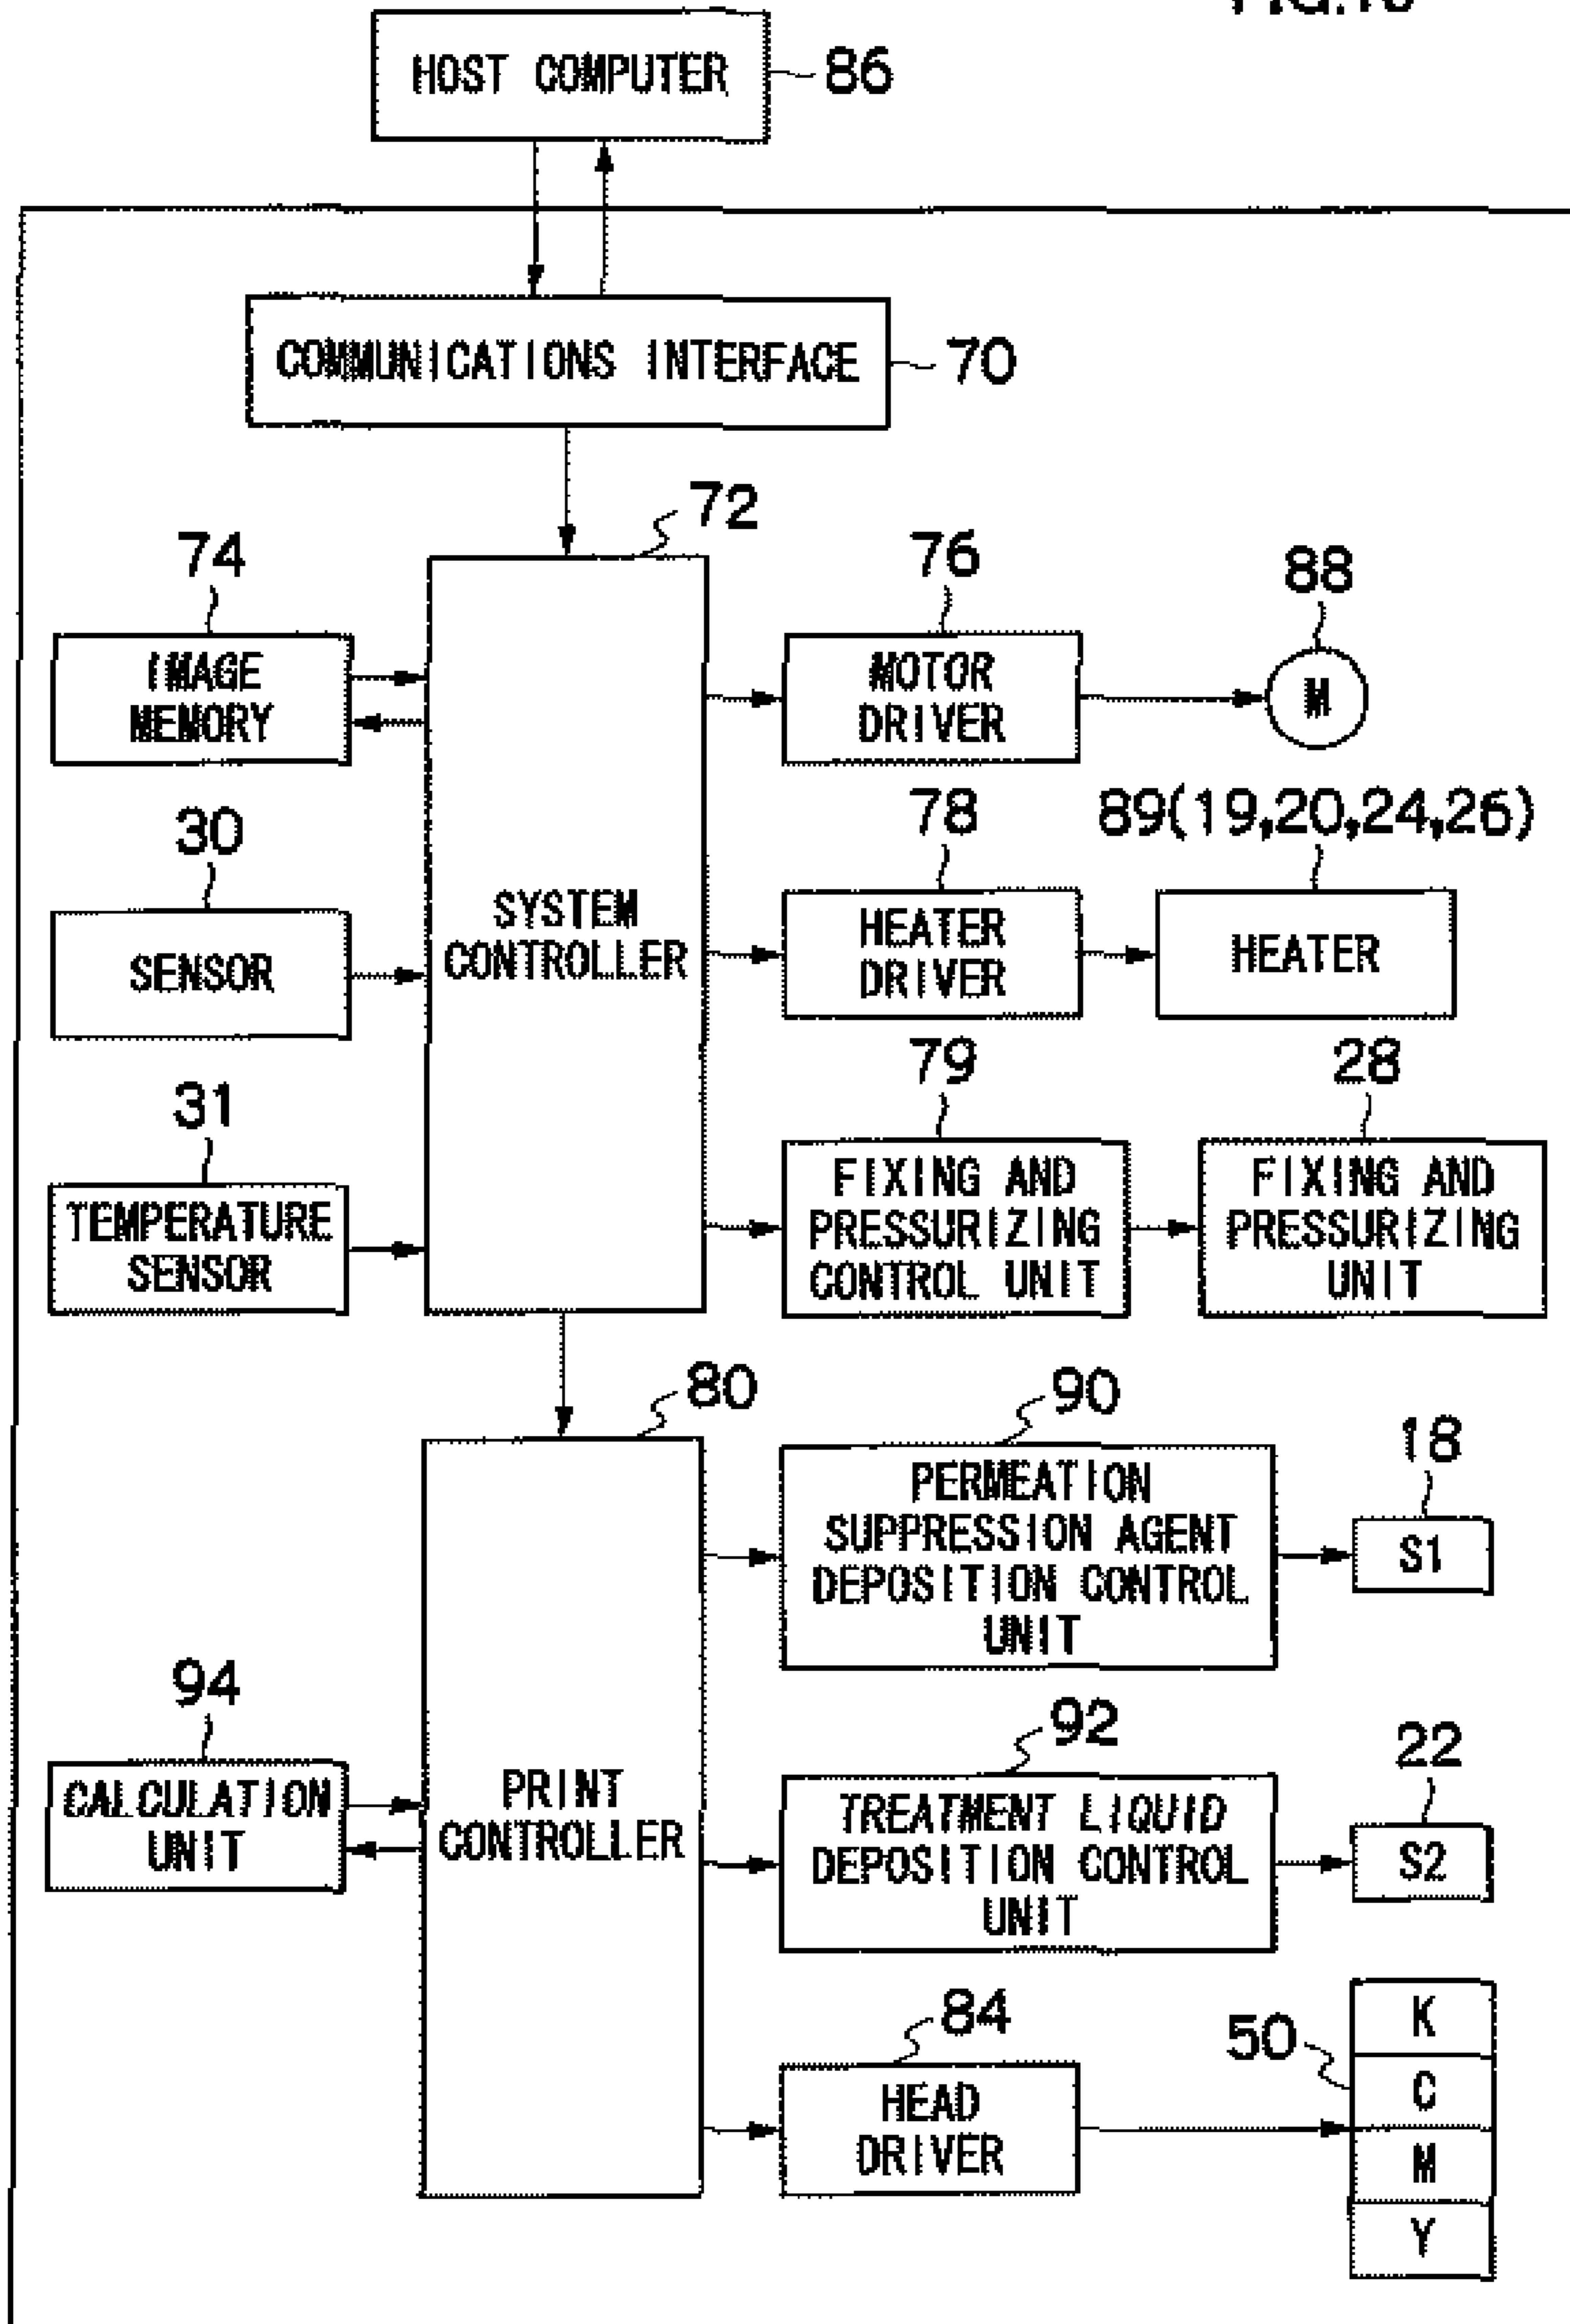 HOST COMPUTER
86
COMMUNICATIONS INTERFACE
70
72
74
IMAGE
MEMORY
76
MOTOR
DRIVER
88
M
30
SENSOR
SYSTEM
CONTROLLER
78
HEATER
DRIVER
89(19,20,24,26)
HEATER
31
TEMPERATURE
SENSOR
79
FIXING AND
PRESSURIZING
CONTROL UNIT
28
FIXING AND
PRESSURIZING
UNIT
80
90
PERMEATION
SUPPRESSION AGENT
DEPOSITION CONTROL
UNIT
18
S1
94
CALCULATION
UNIT
PRINT
CONTROLLER
92
TREATMENT LIQUID
DEPOSITION CONTROL
UNIT
22
S2
84
HEAD
DRIVER
50
K
C
M
Y